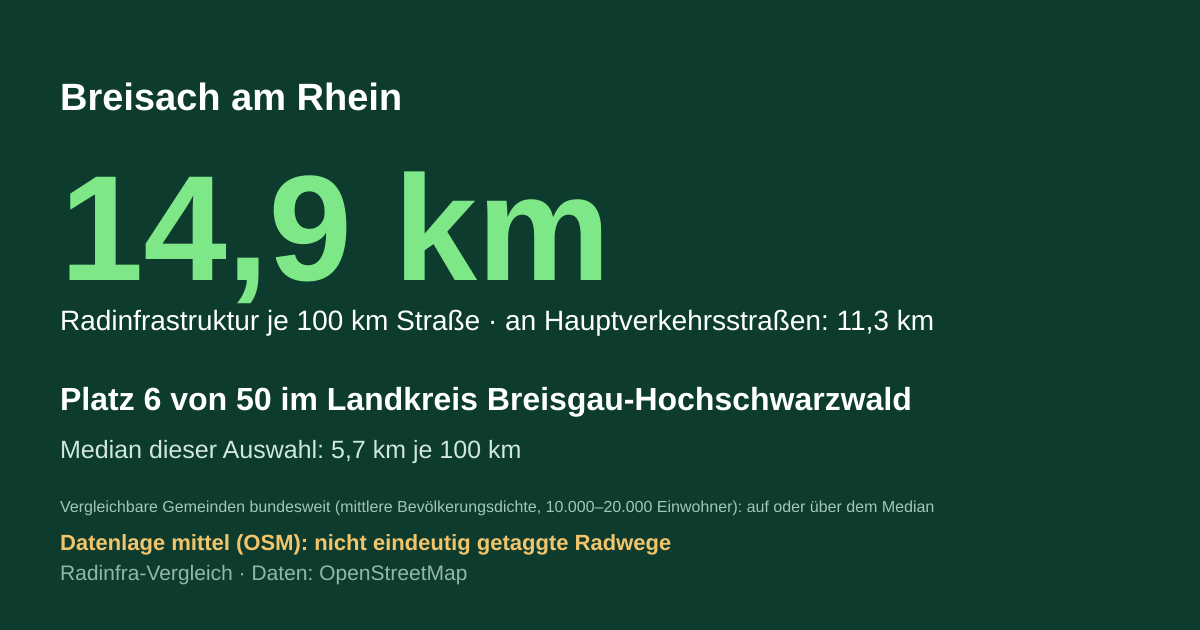 Breisach am Rhein
14,9 km
Radinfrastruktur je 100 km Straße · an Hauptverkehrsstraßen: 11,3 km
Platz 6 von 50 im Landkreis Breisgau-Hochschwarzwald
Median dieser Auswahl: 5,7 km je 100 km
Vergleichbare Gemeinden bundesweit (mittlere Bevölkerungsdichte, 10.000–20.000 Einwohner): auf oder über dem Median
Datenlage mittel (OSM): nicht eindeutig getaggte Radwege
Radinfra-Vergleich · Daten: OpenStreetMap